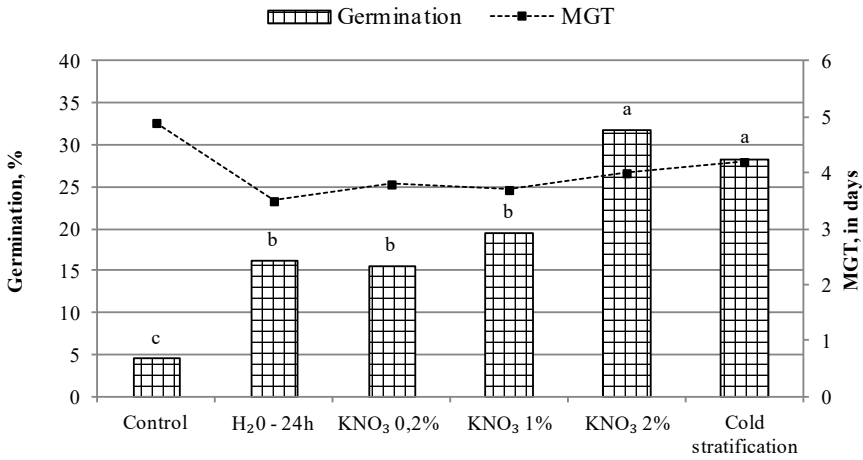 Germination MGT
40
35
30
25
20
15
10
5
0
Germination, %
6
5
4
3
2
1
0
MGT, in days
c
b
b
b
a
a
Control
H₂0 - 24h
KNO₃ 0,2%
KNO₃ 1%
KNO₃ 2%
Cold
stratification